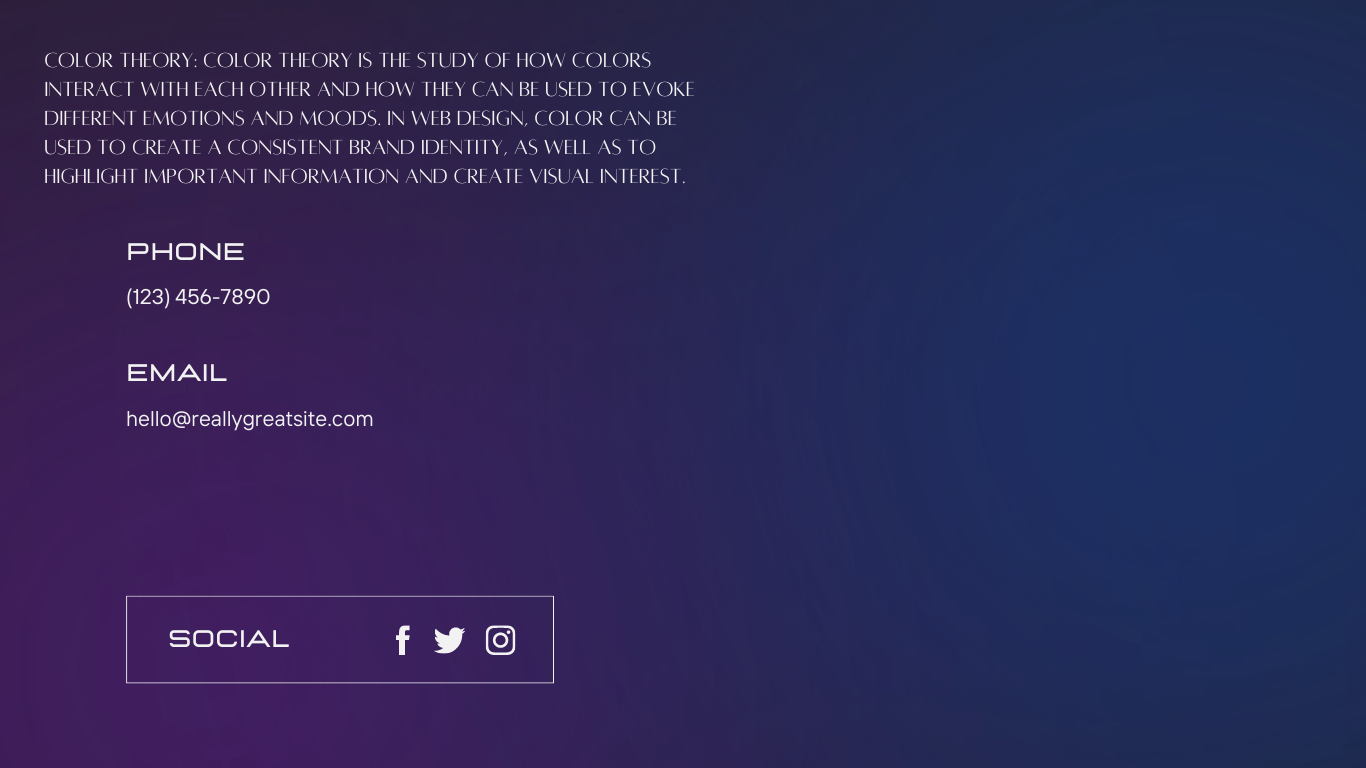 COLOR THEORY: COLOR THEORY IS THE STUDY OF HOW COLORS
INTERACT WITH EACH OTHER AND HOW THEY CAN BE USED TO EVOKE
DIFFERENT EMOTIONS AND MOODS. IN WEB DESIGN, COLOR CAN BE
USED TO CREATE A CONSISTENT BRAND IDENTITY, AS WELL AS TO
HIGHLIGHT IMPORTANT INFORMATION AND CREATE VISUAL INTEREST.
PHONE
(123) 456-7890
EMAIL
hello@reallygreatsite.com
SOCIAL